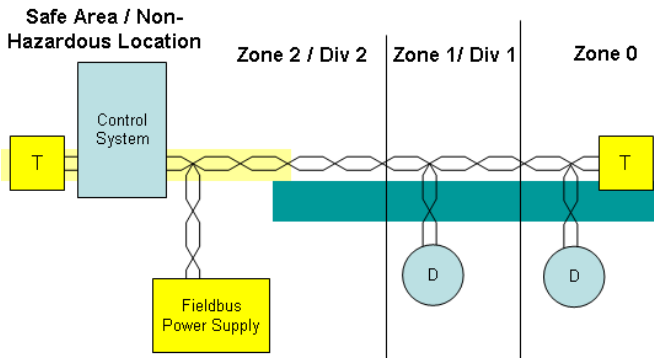 Safe Area / Non-
Hazardous Location
Zone 2 / Div 2
Zone 1/ Div 1
Zone 0
Control
System
T
T
D
D
Fieldbus
Power Supply